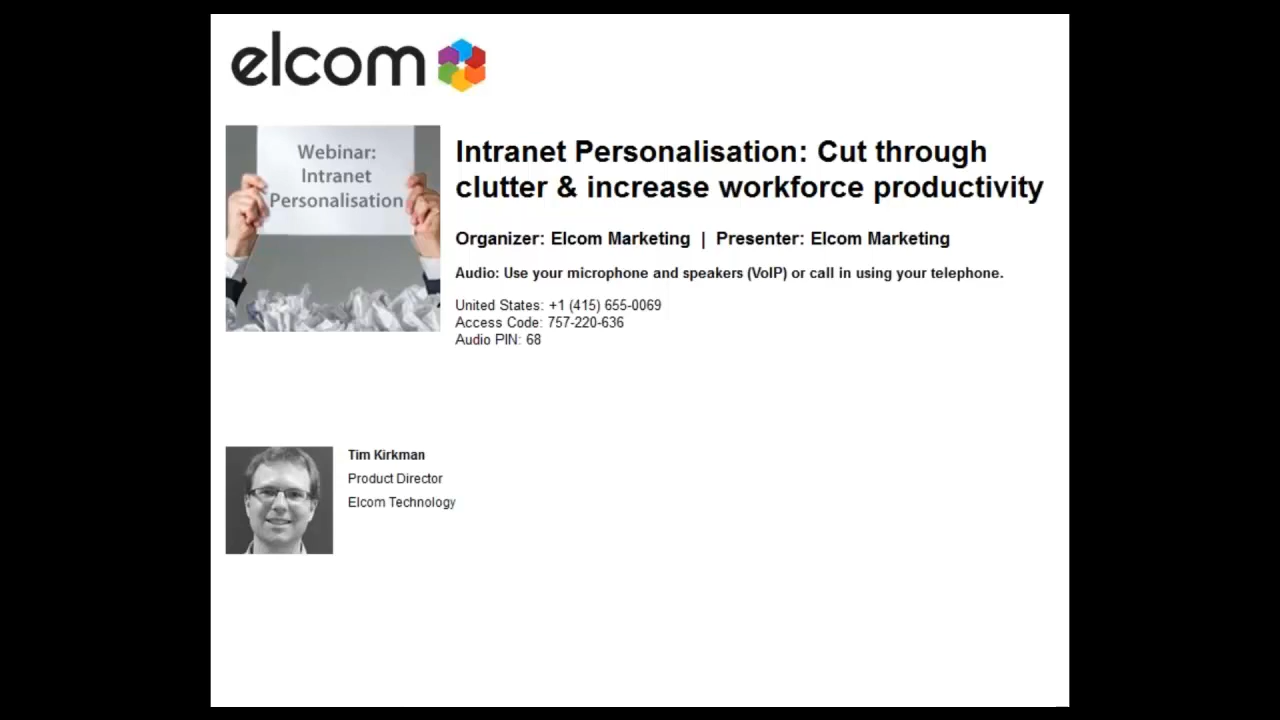 elcom
Webinar:
Intranet
Personalisation
Intranet Personalisation: Cut through
clutter & increase workforce productivity
Organizer: Elcom Marketing | Presenter: Elcom Marketing
Audio: Use your microphone and speakers (VoIP) or call in using your telephone.
United States: +1 (415) 655-0069
Access Code: 757-220-636
Audio PIN: 68
Tim Kirkman
Product Director
Elcom Technology